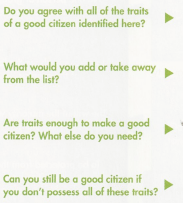 Do you agree with all of the traits
of a good citizen identified here?
What would you add or take away
from the list?
Are traits enough to make a good
citizen? What else do you need?
Can you still be a good citizen if
you don't possess all of these traits?